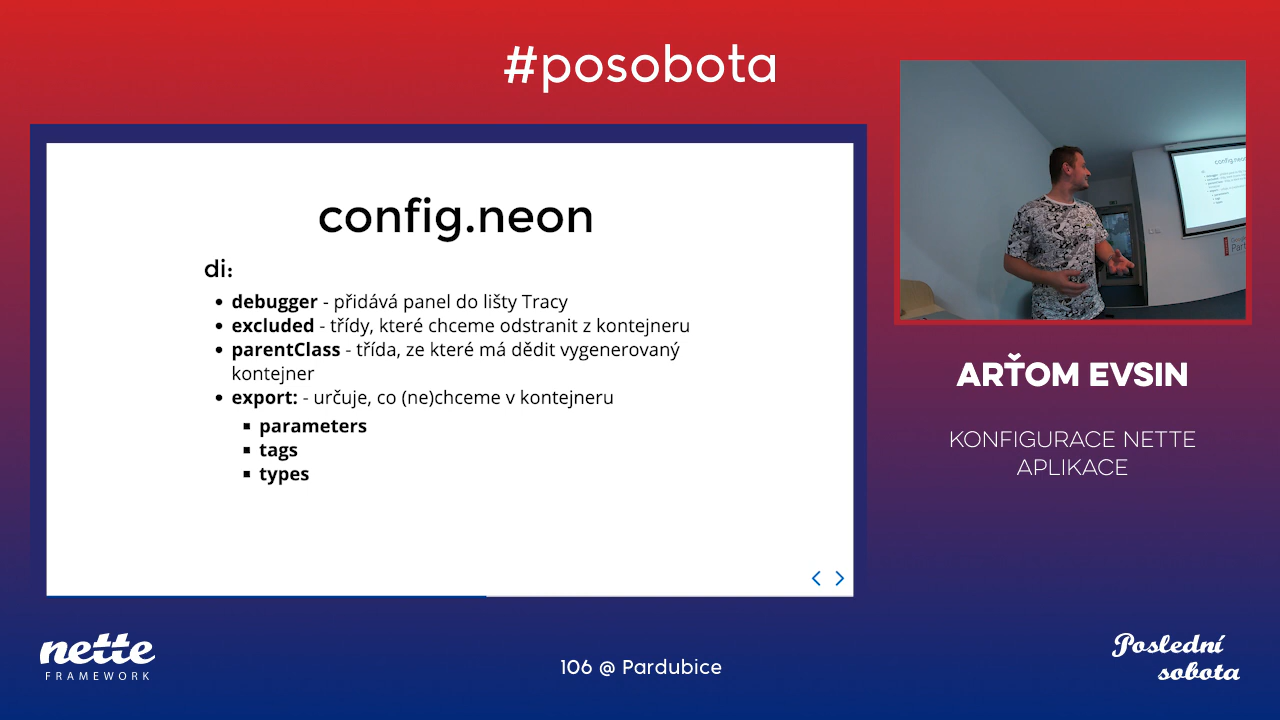 #posobota
config.neon
di:
debugger - přidává panel do lišty Tracy
excluded - třídy, které chceme odstranit z kontejneru
parentClass - třída, ze které má dědit vygenerovaný
kontejner
export: - určuje, co (ne)chceme v kontejneru
parameters
tags
types
config.neon
ARŤOM EVSIN
KONFIGURACE NETTE
APLIKACE
nette
FRAMEWORK
106 @ Pardubice
Poslední
sobota